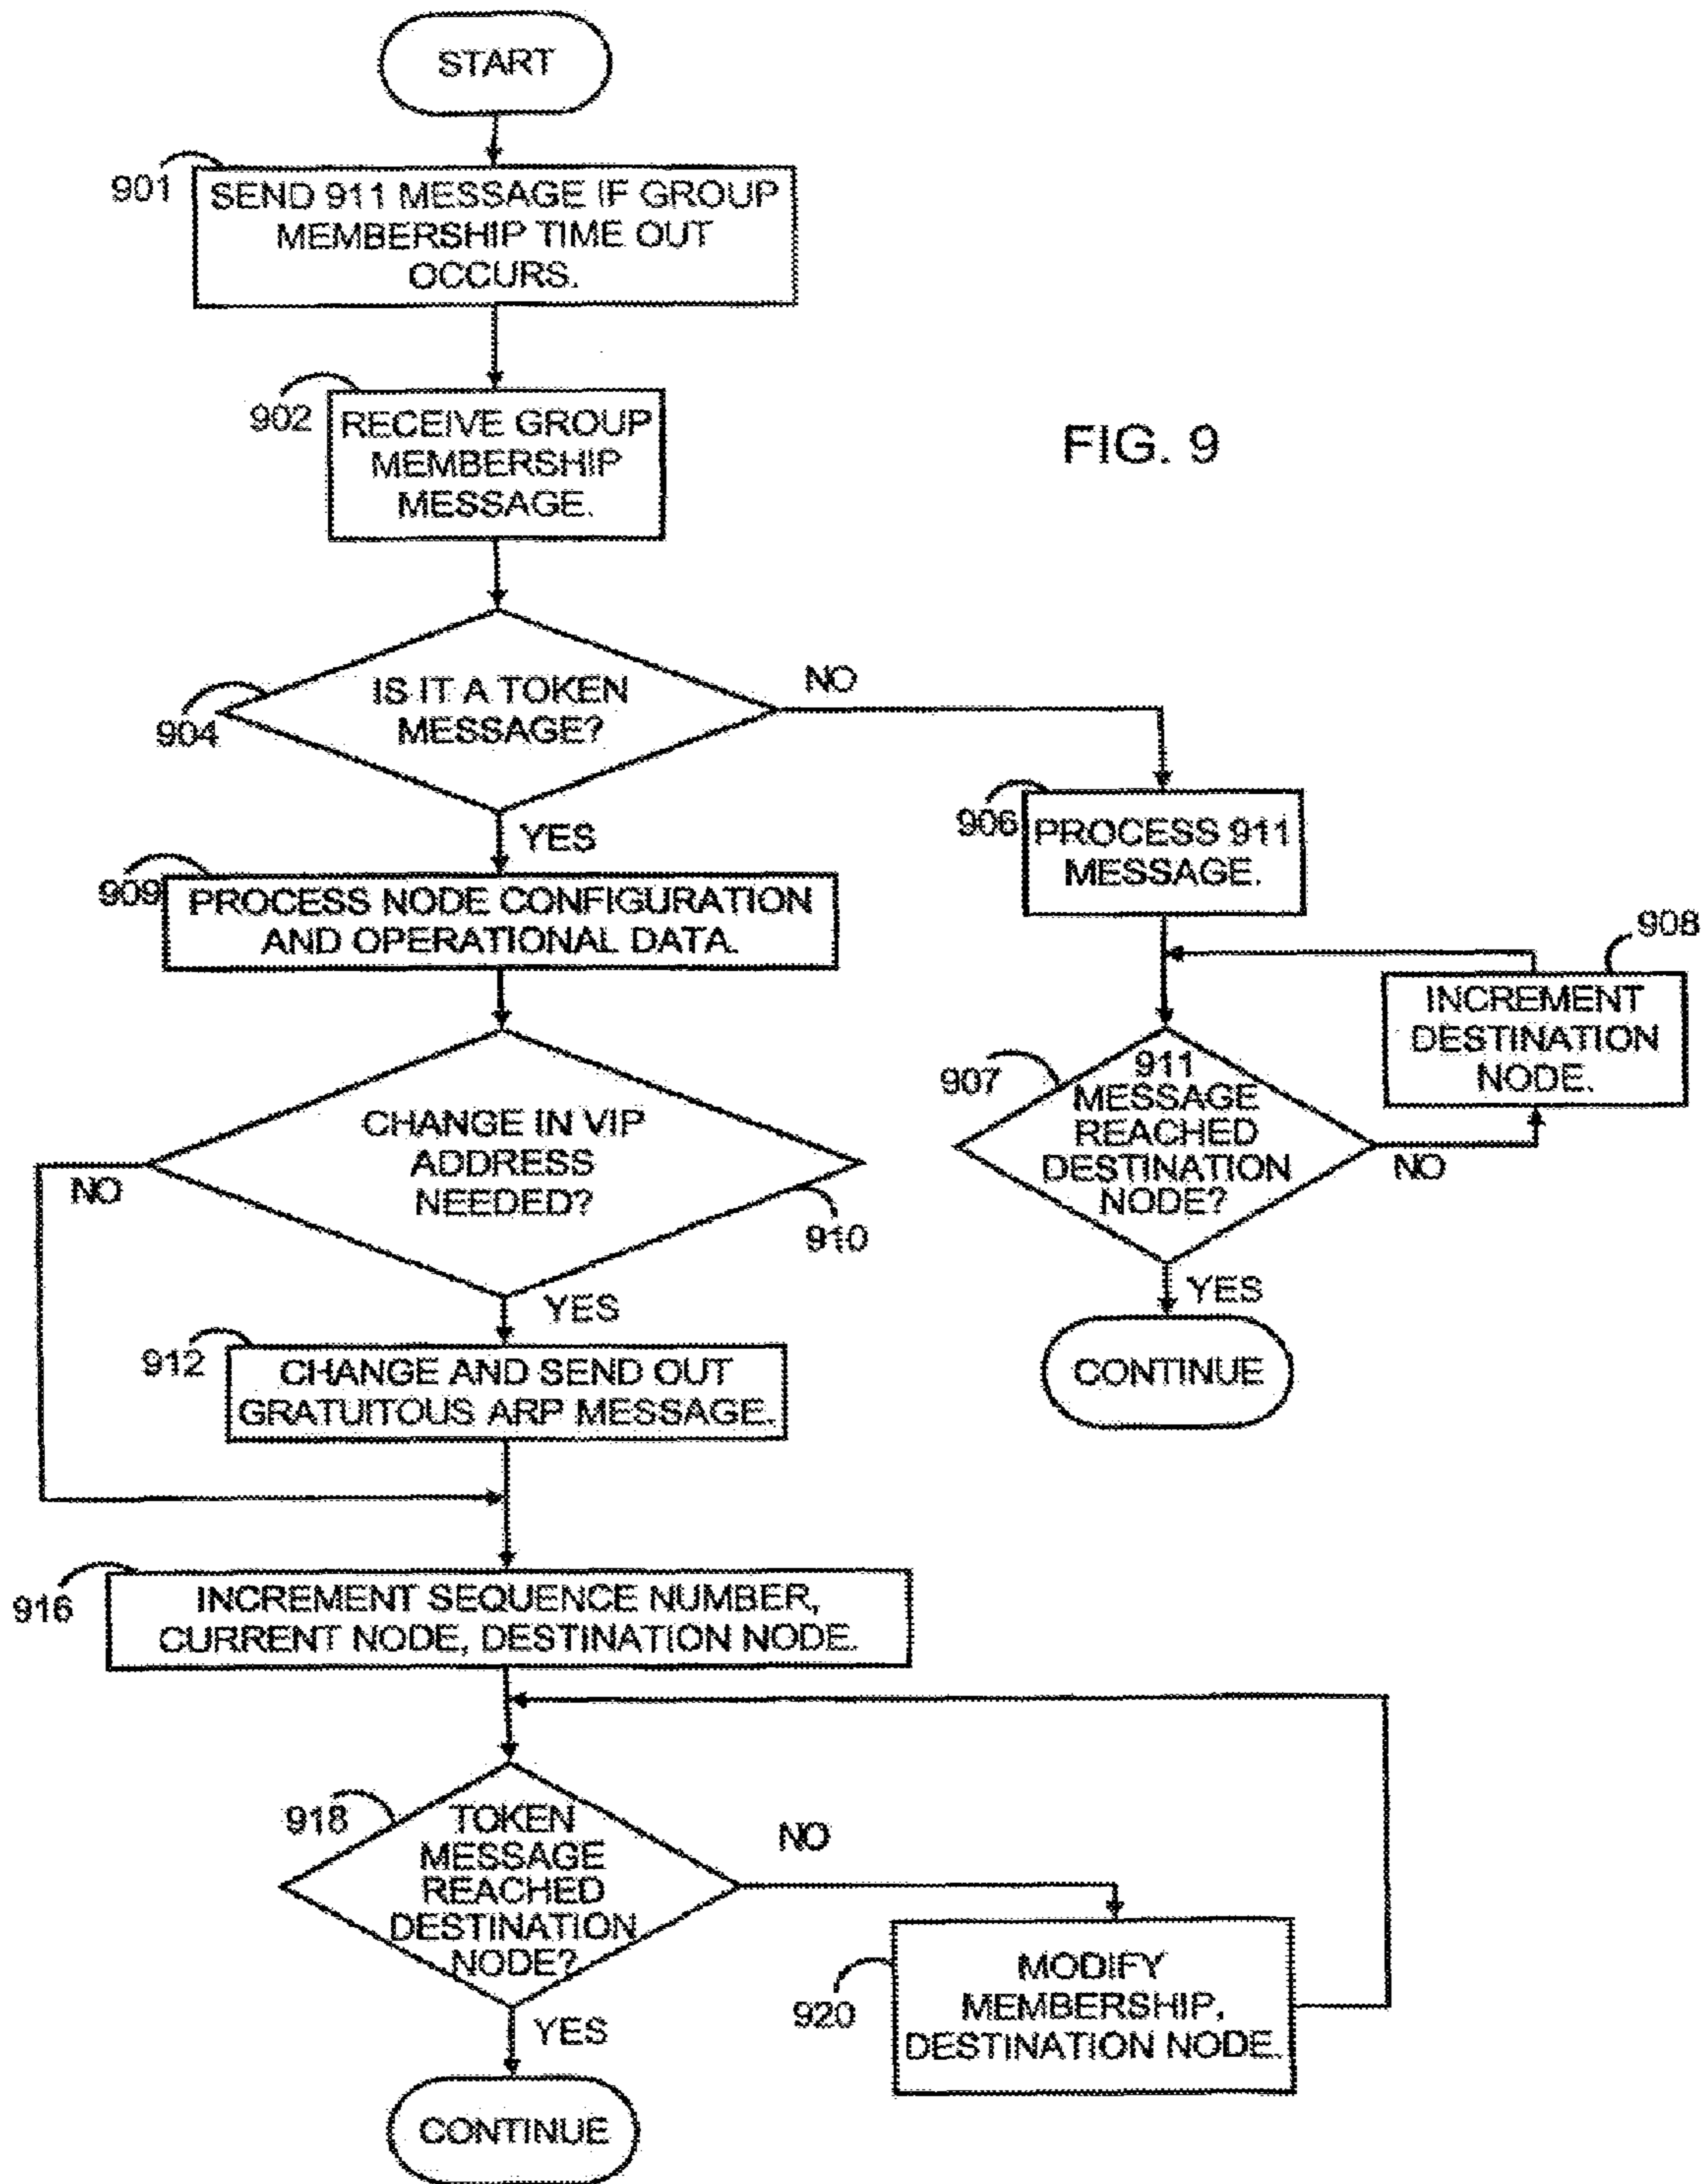 START
901
SEND 911 MESSAGE IF GROUP
MEMBERSHIP TIME OUT
OCCURS.
902
RECEIVE GROUP
MEMBERSHIP
MESSAGE.
FIG. 9
904
IS IT A TOKEN
MESSAGE?
NO
YES
906
PROCESS 911
MESSAGE.
909
PROCESS NODE CONFIGURATION
AND OPERATIONAL DATA.
908
INCREMENT
DESTINATION
NODE.
907
911
MESSAGE
REACHED
DESTINATION
NODE?
NO
YES
CONTINUE
CHANGE IN VIP
ADDRESS
NEEDED?
NO
910
YES
912
CHANGE AND SEND OUT
GRATUITOUS ARP MESSAGE.
916
INCREMENT SEQUENCE NUMBER,
CURRENT NODE, DESTINATION NODE.
918
TOKEN
MESSAGE
REACHED
DESTINATION
NODE?
NO
920
MODIFY
MEMBERSHIP,
DESTINATION NODE.
YES
CONTINUE